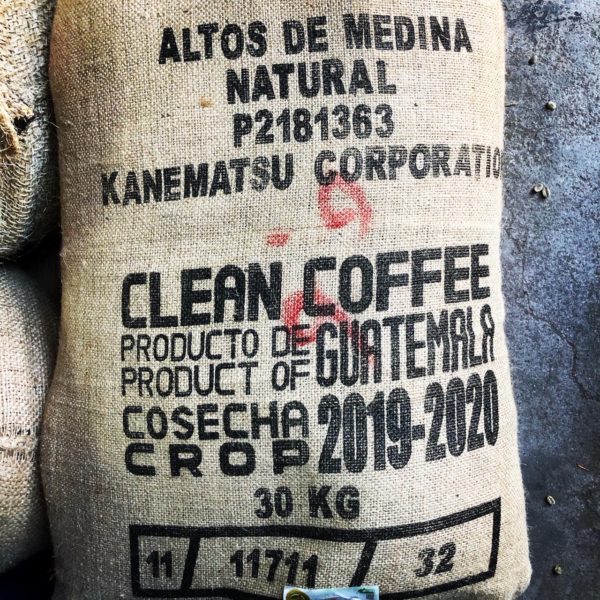 ALTOS DE MEDINA
NATURAL
P2181363
KANEMATSU CORPORATIO
CLEAN COFFEE
PRODUCTO DE
PRODUCT OF GUATEMALA
COSECHA
CROP 2019-2020
30 KG
11 / 11711 / 32